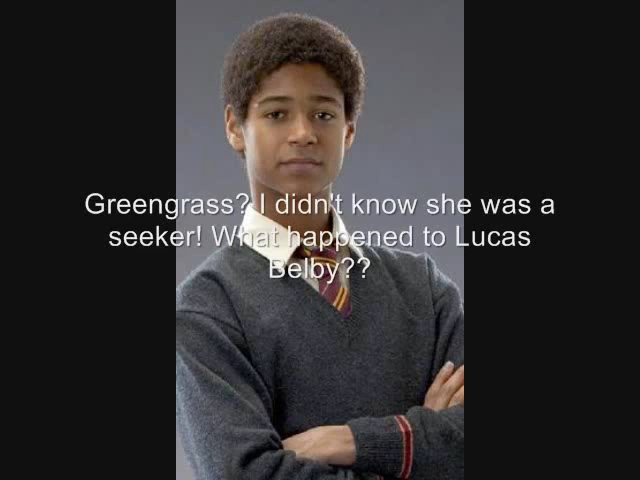 Greengrass? I didn't know she was a
seeker! What happened to Lucas
Belby??